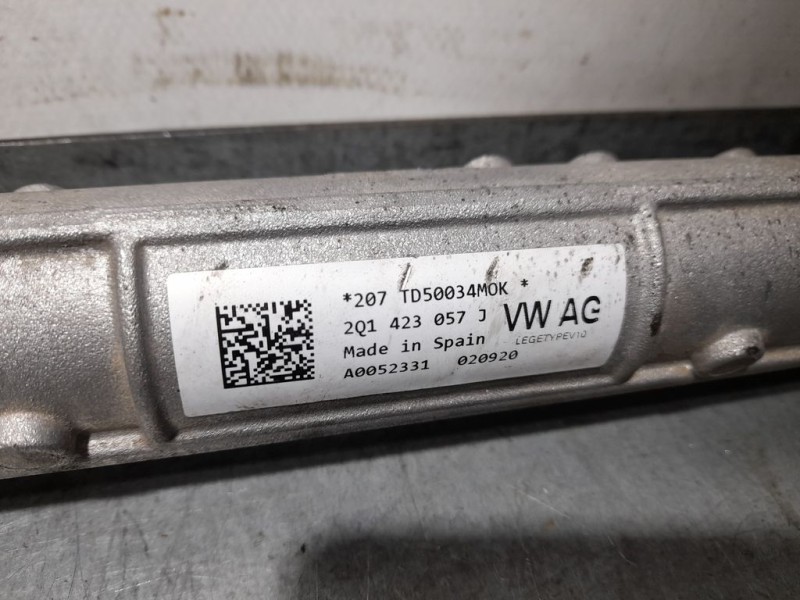 *207 TD50034MOK *
2Q1 423 057 J
VW AG
LEGETYPEV10
Made in Spain
A0052331 020920